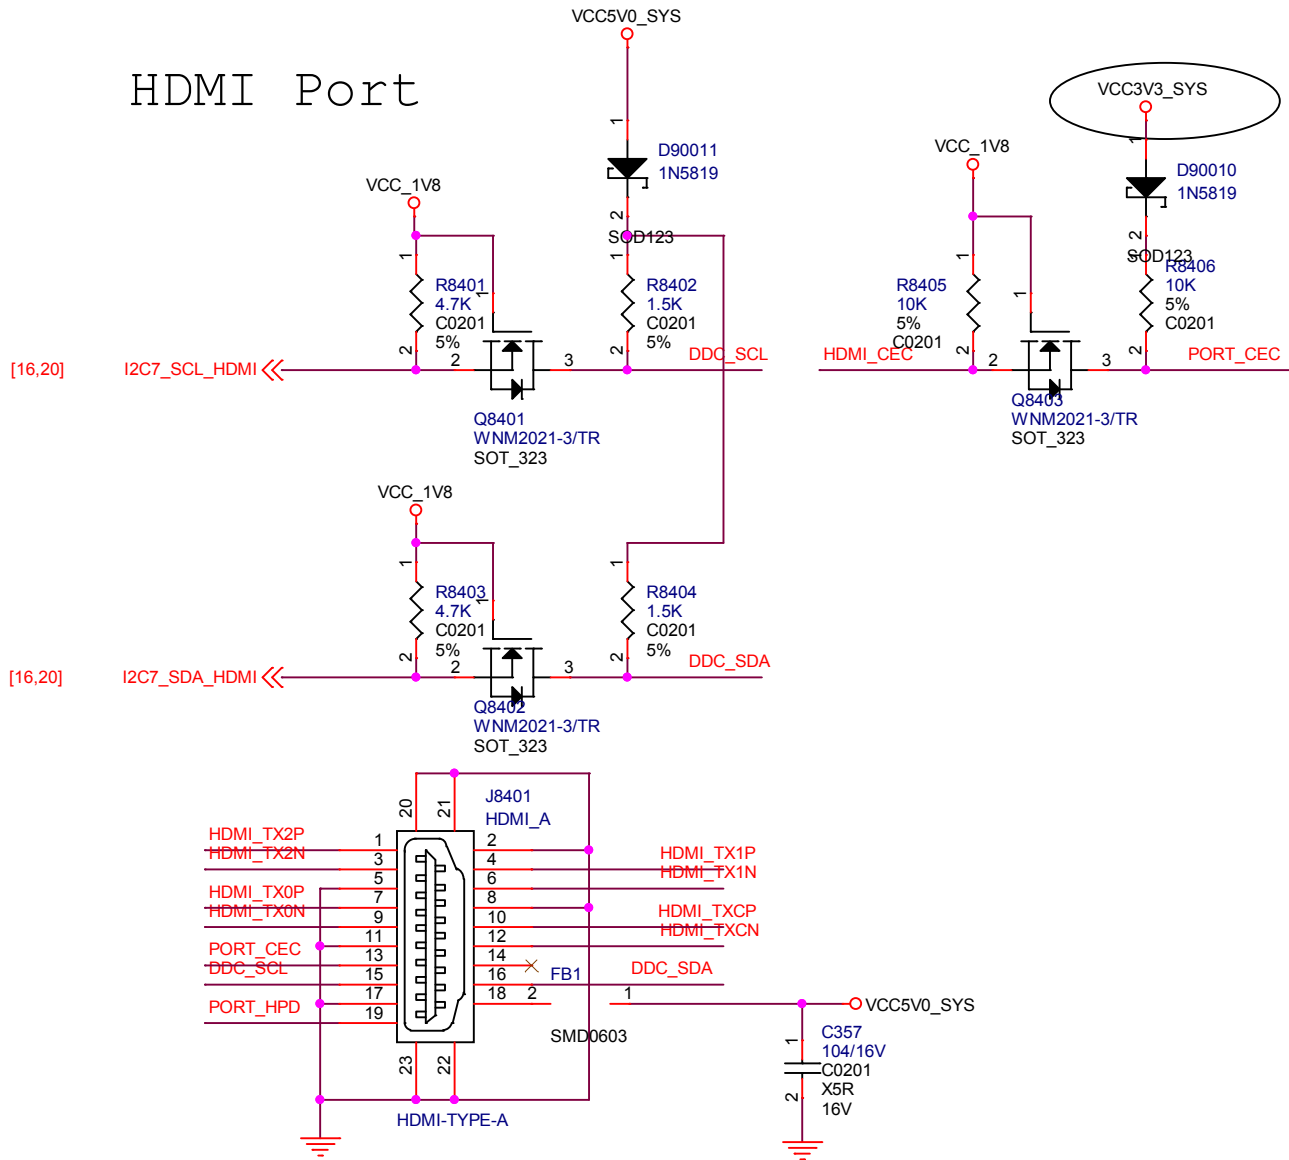 VCC5V0_SYS
HDMI Port
VCC3V3_SYS
1
1
D90011
1N5819
VCC_1V8
D90010
1N5819
VCC_1V8
2
SOD123
2
SOD123
1
1
R8401
4.7K
C0201
5%
1
1
R8402
1.5K
C0201
5%
1
R8405
10K
5%
C0201
1
1
R8406
10K
C0201
5%
[16,20]
I2C7_SCL_HDMI
2
2
3
2
DDC_SCL
HDMI_CEC
2
2
3
2
PORT_CEC
Q8401
WNM2021-3/TR
SOT_323
Q8403
WNM2021-3/TR
SOT_323
VCC_1V8
1
R8403
4.7K
C0201
5%
1
1
R8404
1.5K
C0201
5%
[16,20]
I2C7_SDA_HDMI
2
2
3
2
DDC_SDA
Q8402
WNM2021-3/TR
SOT_323
20
21
J8401
HDMI_A
HDMI_TX2P
1
2
HDMI_TX2N
3
4
HDMI_TX1P
5
6
HDMI_TX1N
HDMI_TX0P
7
8
HDMI_TX0N
9
10
HDMI_TXCP
11
12
HDMI_TXCN
PORT_CEC
13
14
DDC_SCL
15
16
FB1
DDC_SDA
17
18
2
1
VCC5V0_SYS
PORT_HPD
19
SMD0603
23
22
1
C357
104/16V
C0201
X5R
16V
2
HDMI-TYPE-A